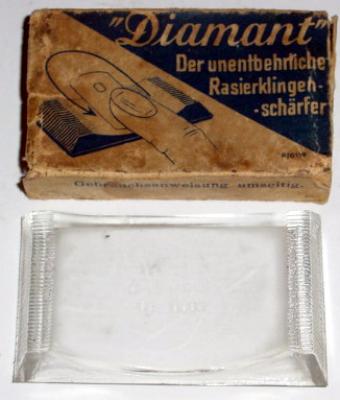 "Diamant"
Der unentbehrliche
Rasierklingen-
-schärfer
Gebrauchsanweisung umseitig.